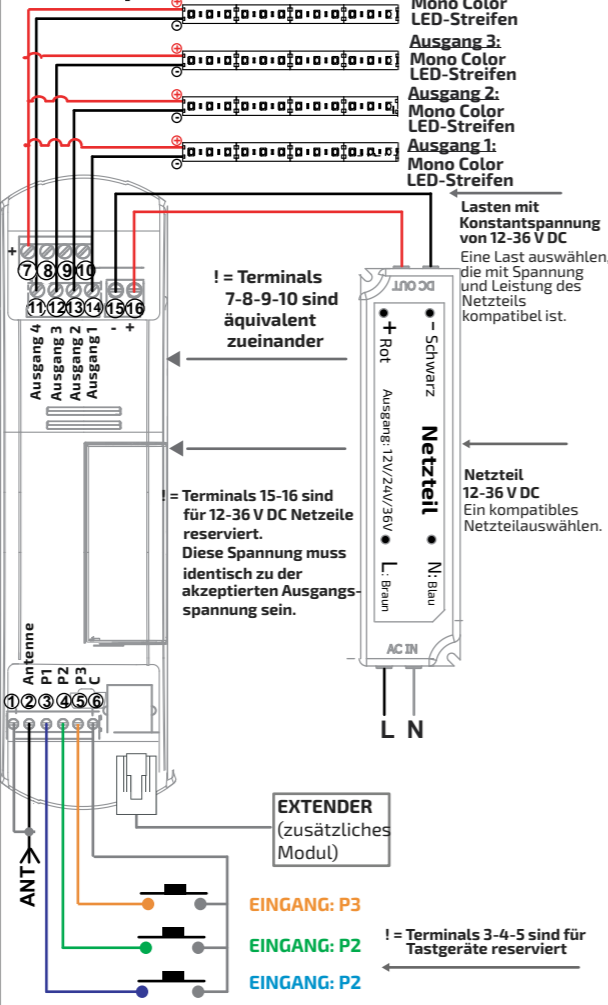 Mono Color
LED-Streifen
Ausgang 3:
Mono Color
LED-Streifen
Ausgang 2:
Mono Color
LED-Streifen
Ausgang 1:
Mono Color
LED-Streifen
Lasten mit
Konstantspannung
von 12-36 V DC
Eine Last auswählen,
die mit Spannung
und Leistung des
Netzteils
kompatibel ist.
+
7 8 9 10
11 12 13 14 15 16
Ausgang 4
Ausgang 3
Ausgang 2
Ausgang 1
-
+
! = Terminals
7-8-9-10 sind
äquivalent
zueinander
DC OUT
+ Rot
- Schwarz
Ausgang: 12V/24V/36V
Netzteil
L: Braun
N: Blau
AC IN
L N
Netzteil
12-36 V DC
Ein kompatibles
Netzteilauswählen.
! = Terminals 15-16 sind
für 12-36 V DC Netzeile
reserviert.
Diese Spannung muss
identisch zu der
akzeptierten Ausgangs-
spannung sein.
Antenne
P1
P2
P3
C
1 2 3 4 5 6
ANT
EXTENDER
(zusätzliches
Modul)
EINGANG: P3
EINGANG: P2
EINGANG: P2
! = Terminals 3-4-5 sind für
Tastgeräte reserviert